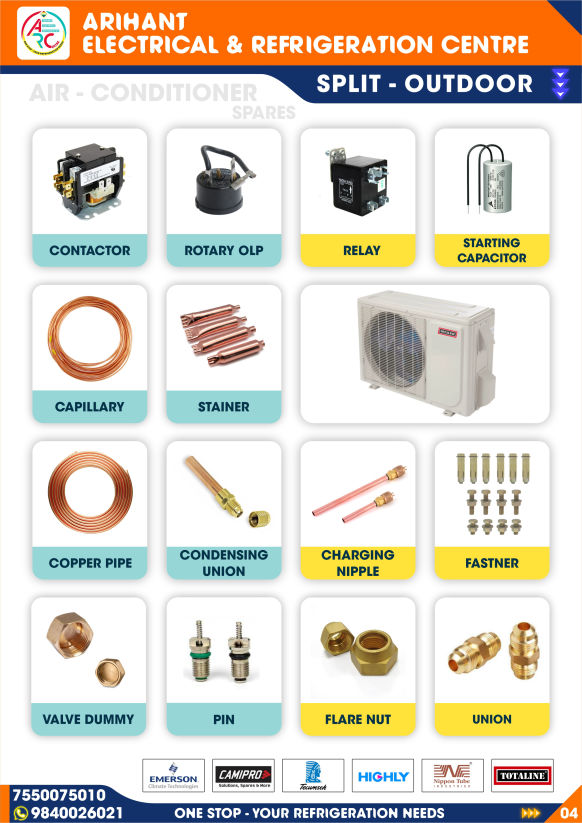 ARC
ARIHANT
ELECTRICAL & REFRIGERATION CENTRE
SPLIT - OUTDOOR
AIR - CONDITIONER
SPARES
CONTACTOR
ROTARY OLP
RELAY
STARTING
CAPACITOR
CAPILLARY
STAINER
COPPER PIPE
CONDENSING
UNION
CHARGING
NIPPLE
FASTNER
VALVE DUMMY
PIN
FLARE NUT
UNION
EMERSON
Climate Technologies
CAMIPRO
Solutions, Spares & More
Tecumseh
HIGHLY
Nippon Tube
INDUSTRIES
TOTALINE
7550075010
9840026021
ONE STOP - YOUR REFRIGERATION NEEDS
04